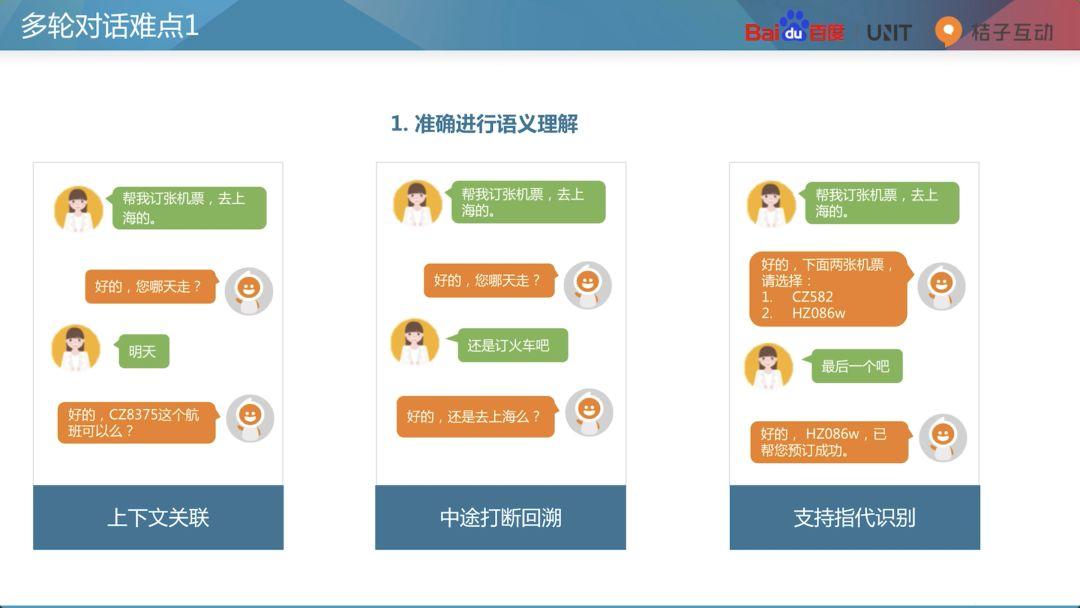 多轮对话难点1
Baidu百度
UNIT
桔子互动
1. 准确进行语义理解
帮我订张机票，去上
海的。
好的，您哪天走？
明天
好的，CZ8375这个航
班可以么？
上下文关联
帮我订张机票，去上
海的。
好的，您哪天走？
还是订火车吧
好的，还是去上海么？
中途打断回溯
帮我订张机票，去上
海的。
好的，下面两张机票，
请选择：
1. CZ582
2. HZ086w
最后一个吧
好的， HZ086w，已
帮您预订成功。
支持指代识别